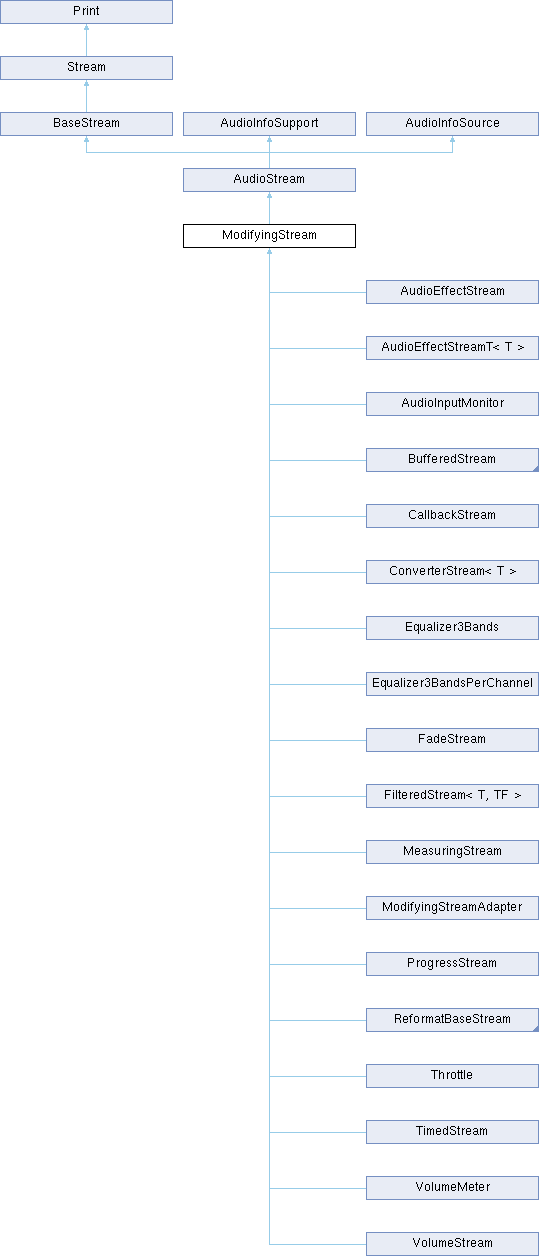 Print
Stream
BaseStream
AudioInfoSupport
AudioInfoSource
AudioStream
ModifyingStream
AudioEffectStream
AudioEffectStreamT< T >
AudioInputMonitor
BufferedStream
CallbackStream
ConverterStream< T >
Equalizer3Bands
Equalizer3BandsPerChannel
FadeStream
FilteredStream< T, TF >
MeasuringStream
ModifyingStreamAdapter
ProgressStream
ReformatBaseStream
Throttle
TimedStream
VolumeMeter
VolumeStream